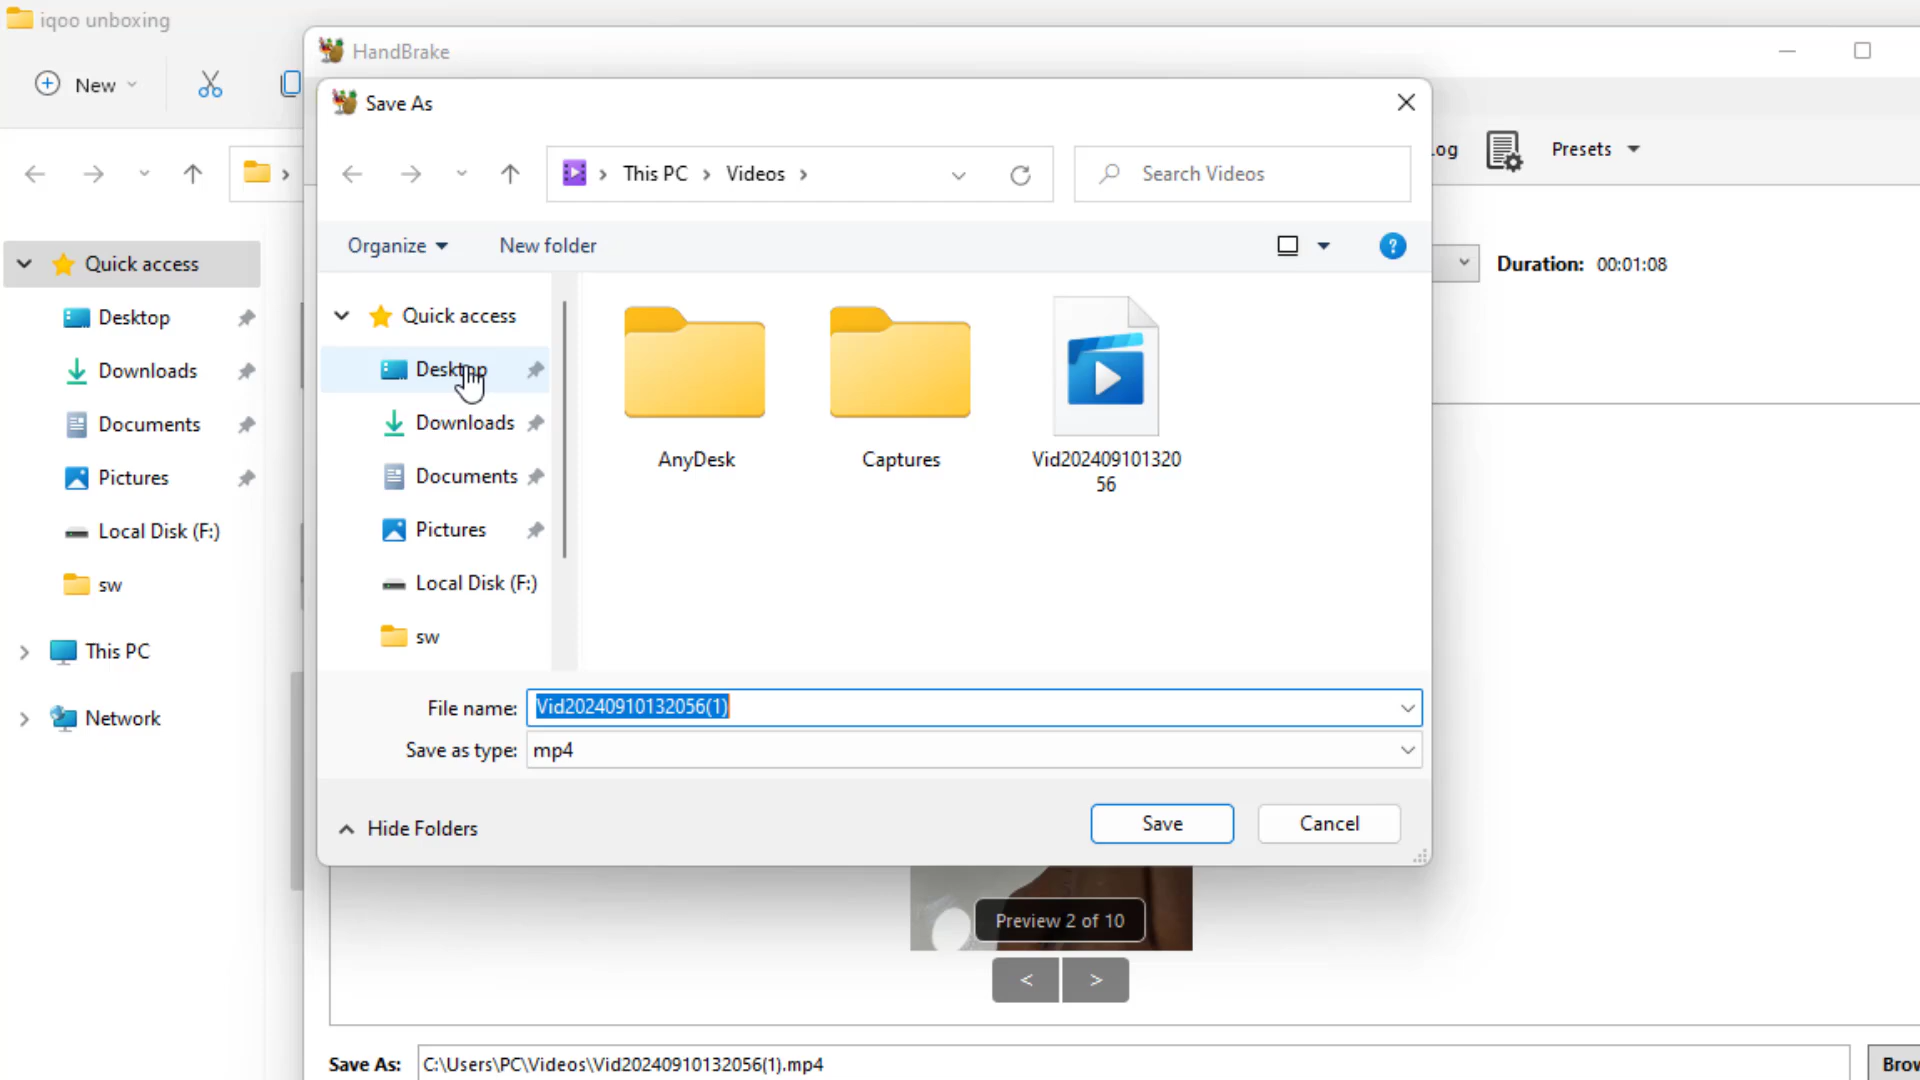 iqoo unboxing
HandBrake
New
Save As
og
Presets
This PC
Videos
Search Videos
Organize
New folder
Duration: 00:01:08
Quick access
Desktop
Downloads
Documents
Pictures
Local Disk (F:)
sw
This PC
Network
Quick access
Desktop
Downloads
Documents
Pictures
Local Disk (F:)
sw
AnyDesk
Captures
Vid202409101320
56
File name: Vid20240910132056(1)
Save as type: mp4
Hide Folders
Save
Cancel
Preview 2 of 10
<
>
Save As: C:\Users\PC\Videos\Vid20240910132056(1).mp4
Brow